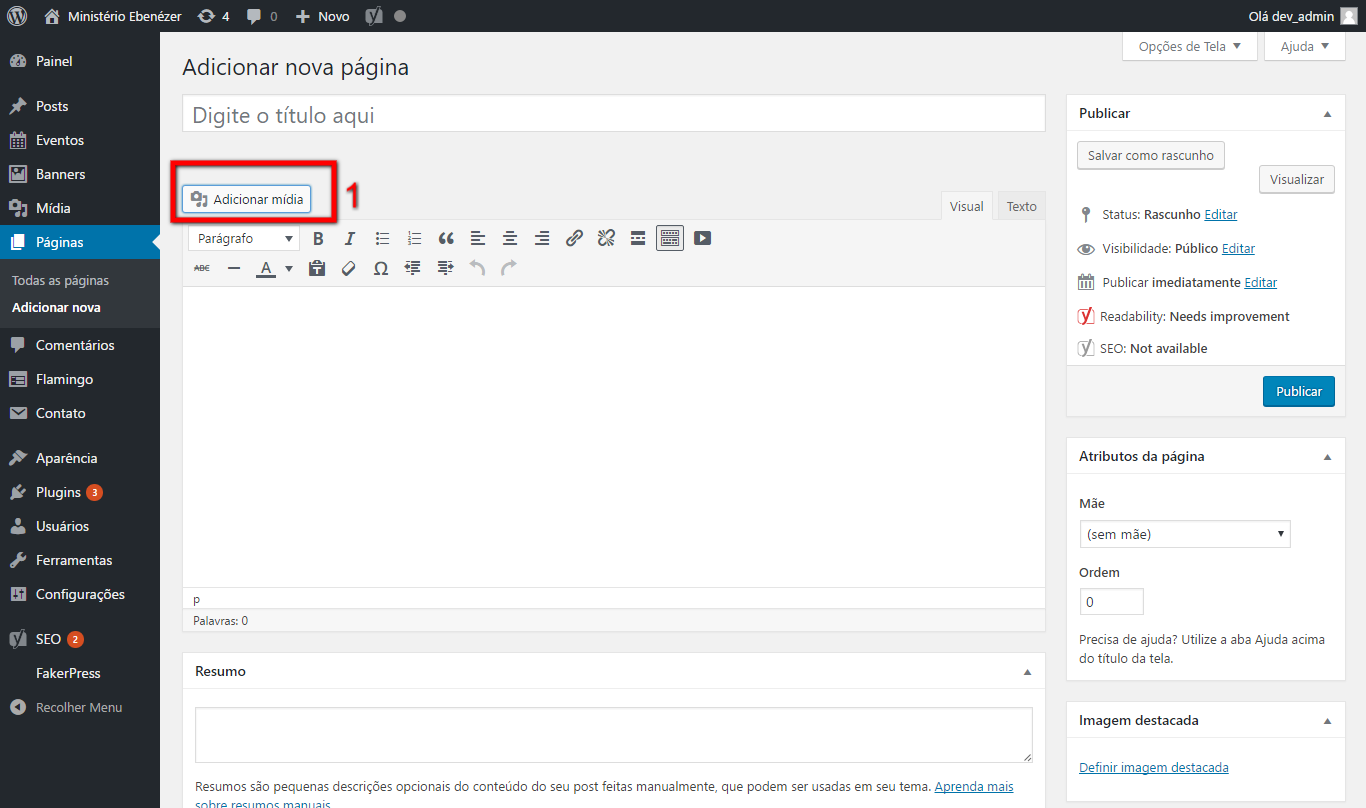 Ministério Ebenézer 4 0 Novo Olá dev_admin
Painel
Posts
Eventos
Banners
Mídia
Páginas
Todas as páginas
Adicionar nova
Comentários
Flamingo
Contato
Aparência
Plugins 3
Usuários
Ferramentas
Configurações
SEO 2
FakerPress
Recolher Menu
Opções de Tela
Ajuda
Adicionar nova página
Digite o título aqui
Adicionar mídia
1
Visual
Texto
Parágrafo
B I
ABC A Ω
p
Palavras: 0
Resumo
Resumos são pequenas descrições opcionais do conteúdo do seu post feitas manualmente, que podem ser usadas em seu tema. Aprenda mais
sobre resumos manuais.
Publicar
Salvar como rascunho
Visualizar
Status: Rascunho Editar
Visibilidade: Público Editar
Publicar imediatamente Editar
Readability: Needs improvement
SEO: Not available
Publicar
Atributos da página
Mãe
(sem mãe)
Ordem
0
Precisa de ajuda? Utilize a aba Ajuda acima
do título da tela.
Imagem destacada
Definir imagem destacada